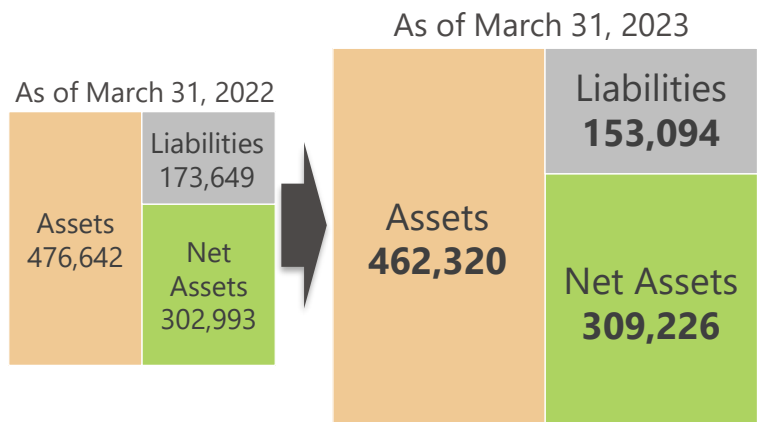 As of March 31, 2022
Assets
476,642
Liabilities
173,649
Net
Assets
302,993
As of March 31, 2023
Assets
462,320
Liabilities
153,094
Net Assets
309,226